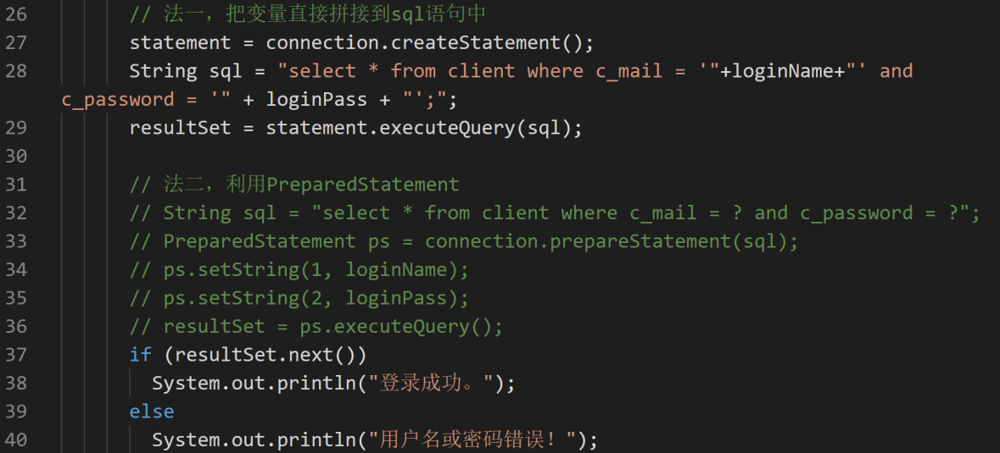 26 // 法一，把变量直接拼接到sql语句中
27 statement = connection.createStatement();
28 String sql = "select * from client where c_mail = '"+loginName+"' and
c_password = '" + loginPass + "';";
29 resultSet = statement.executeQuery(sql);
30
31 // 法二，利用PreparedStatement
32 // String sql = "select * from client where c_mail = ? and c_password = ?";
33 // PreparedStatement ps = connection.prepareStatement(sql);
34 // ps.setString(1, loginName);
35 // ps.setString(2, loginPass);
36 // resultSet = ps.executeQuery();
37 if (resultSet.next())
38 System.out.println("登录成功。");
39 else
40 System.out.println("用户名或密码错误！");